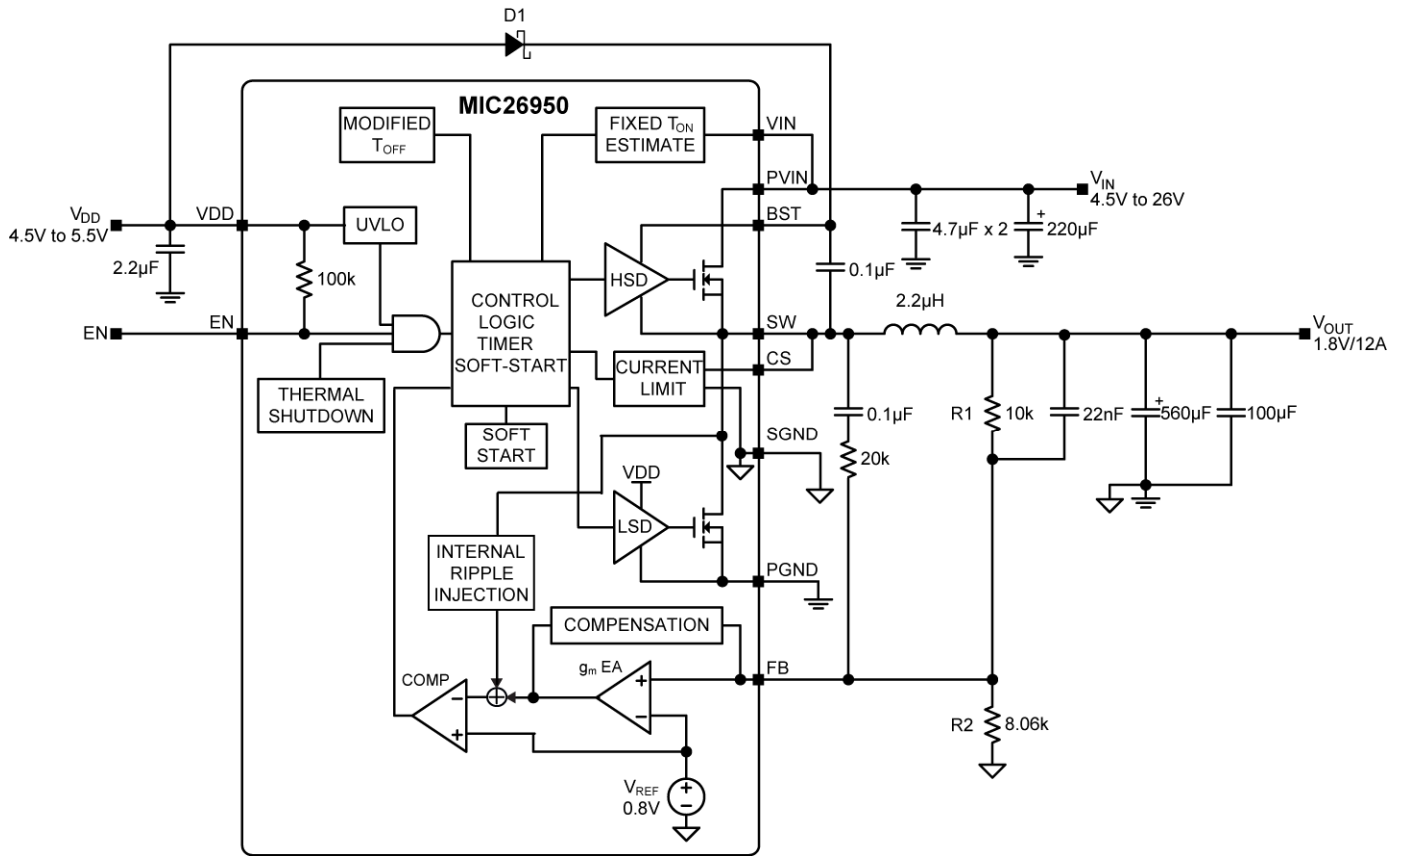 D1
MIC26950
MODIFIED
TOFF
FIXED TON
ESTIMATE
VIN
PVIN
VIN
4.5V to 26V
VDD
4.5V to 5.5V
VDD
UVLO
BST
4.7µF x 2
+
220µF
2.2µF
100k
HSD
0.1µF
CONTROL
LOGIC
TIMER
SOFT-START
2.2µH
EN
EN
SW
VOUT
1.8V/12A
CS
CURRENT
LIMIT
THERMAL
SHUTDOWN
0.1µF
R1
10k
22nF
+
560µF
100µF
SOFT
START
SGND
20k
VDD
LSD
INTERNAL
RIPPLE
INJECTION
PGND
COMPENSATION
gm EA
FB
COMP
+
−
−
+
R2
8.06k
VREF
0.8V
+
−